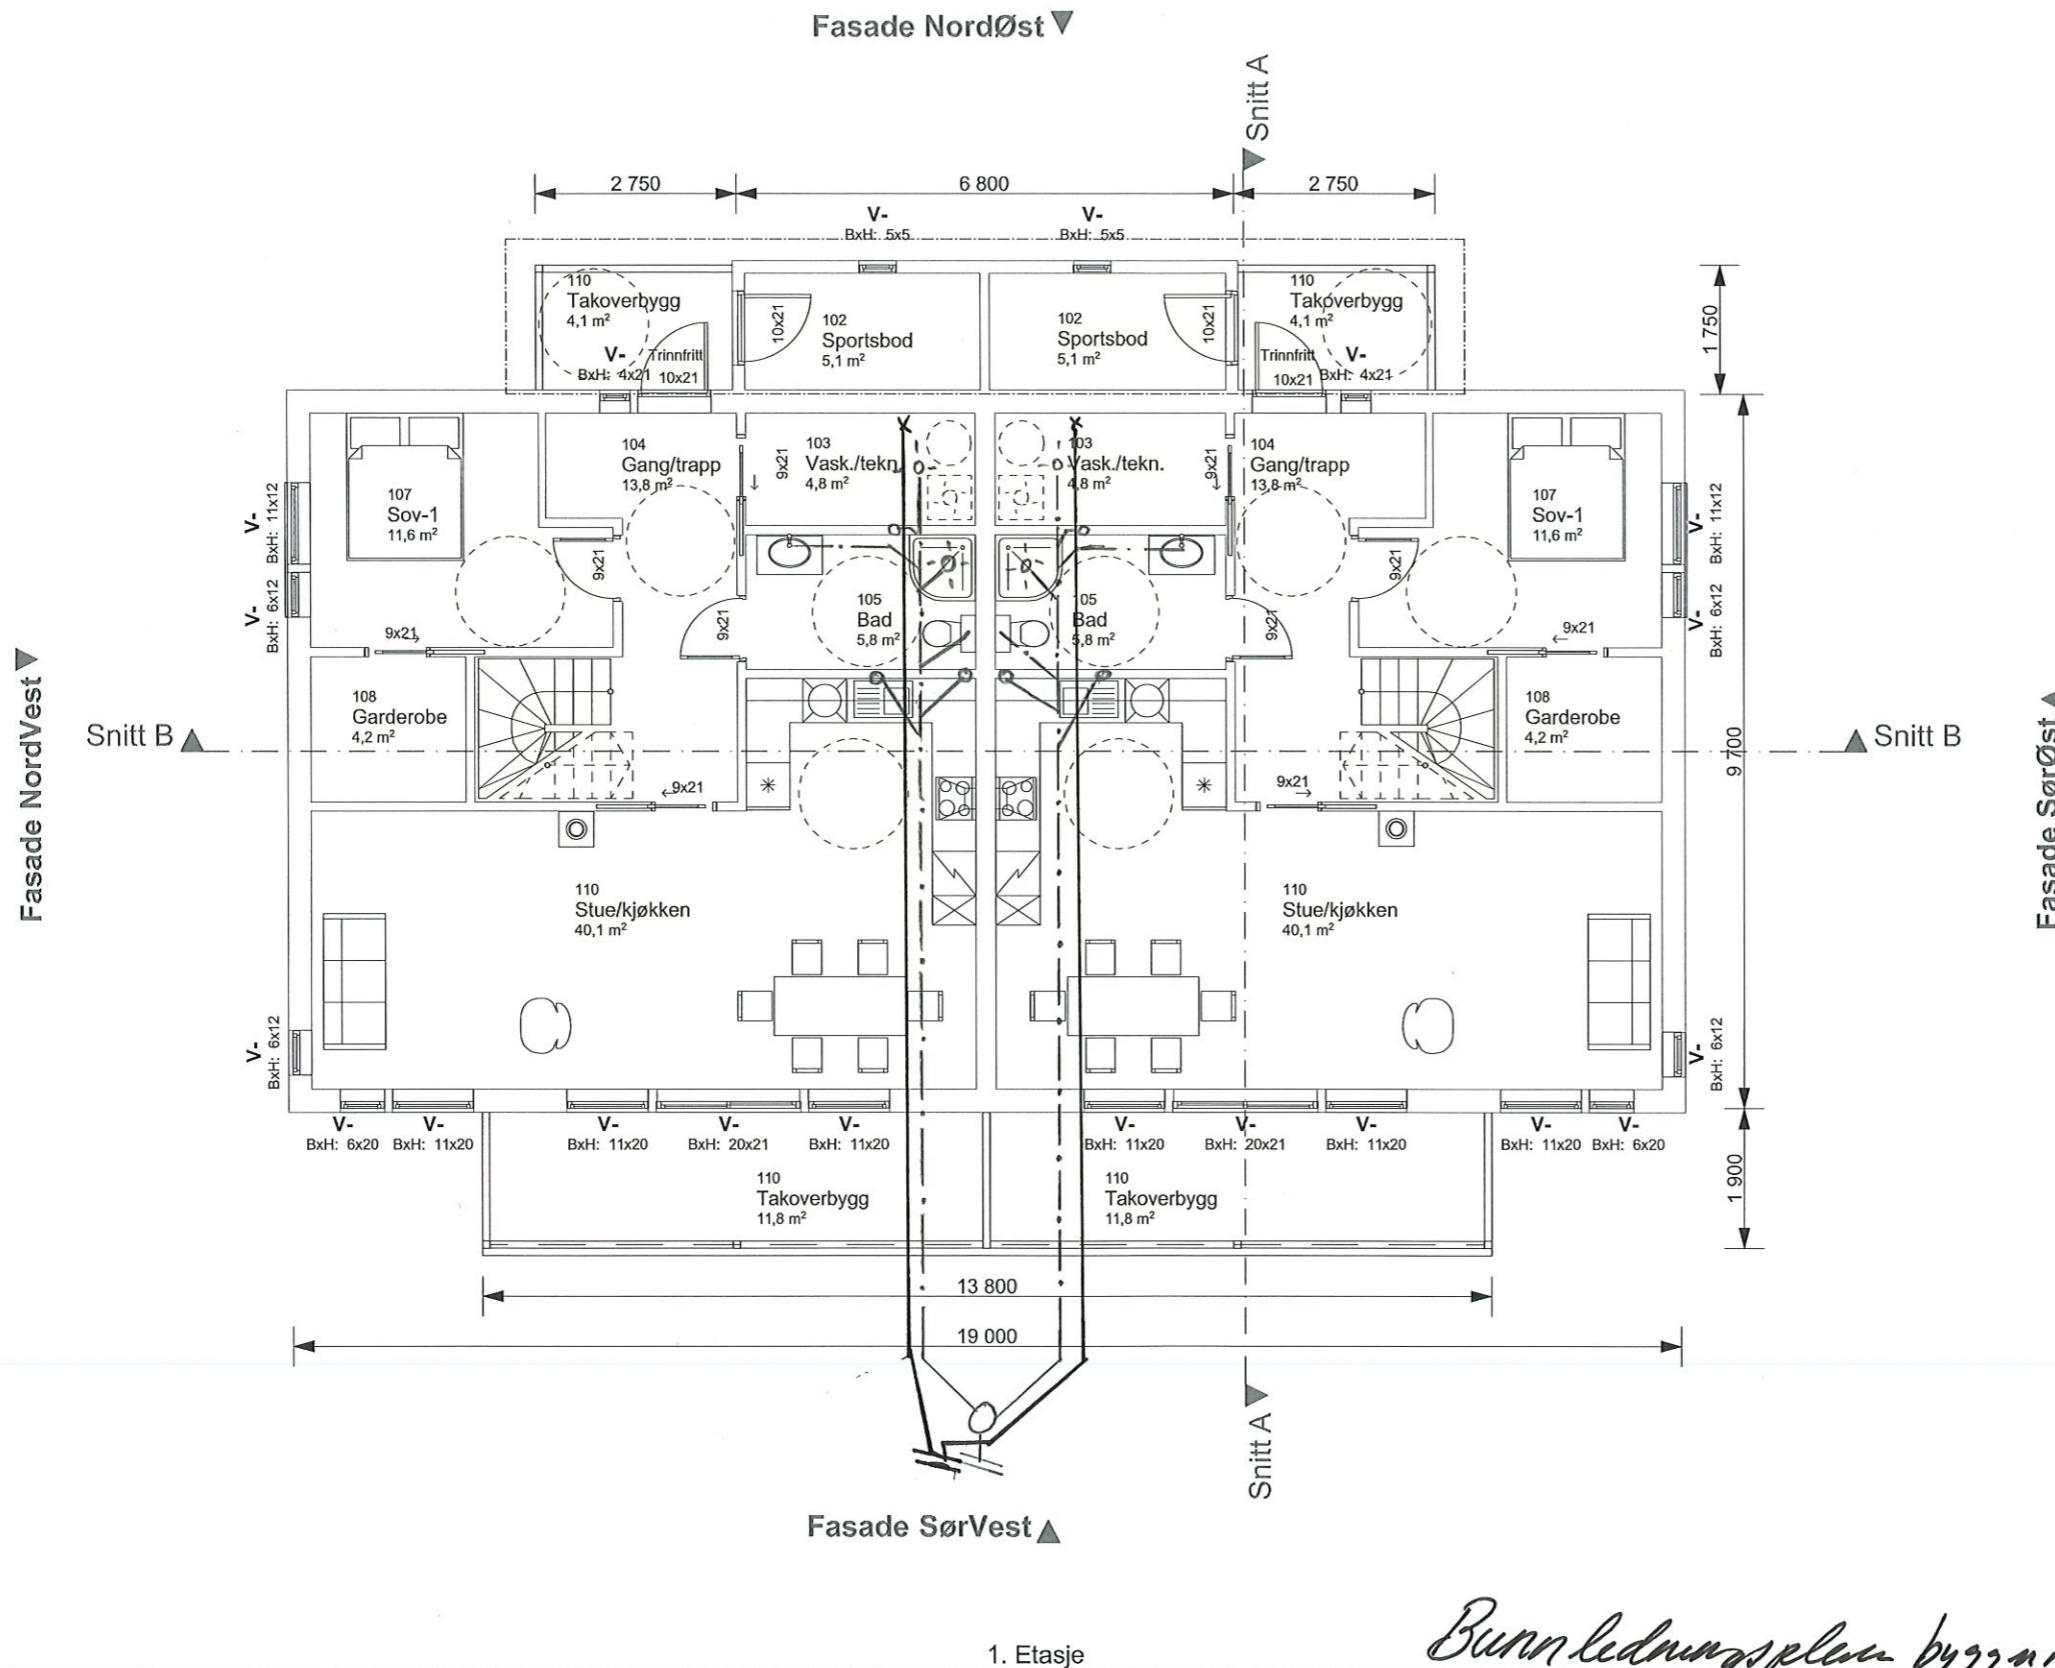 Fasade NordØst
Snitt A
2 750
6 800
2 750
V-
BxH: 5x5
V-
BxH: 5x5
110
Takoverbygg
4,1 m²
V-
BxH: 4x21
Trinnfritt
10x21
10x21
102
Sportsbod
5,1 m²
102
Sportsbod
5,1 m²
10x21
110
Takoverbygg
4,1 m²
Trinnfritt
10x21
V-
BxH: 4x21
1 750
V-
BxH: 11x12
V-
BxH: 6x12
107
Sov-1
11,6 m²
104
Gang/trapp
13,8 m²
9x21
103
Vask./tekn.
4,8 m²
103
Vask./tekn.
4,8 m²
9x21
104
Gang/trapp
13,8 m²
107
Sov-1
11,6 m²
V-
BxH: 11x12
V-
BxH: 6x12
9x21
9x21
9x21
105
Bad
5,8 m²
105
Bad
5,8 m²
9x21
9x21
9x21
Fasade NordVest
Snitt B
108
Garderobe
4,2 m²
9x21
9x21
108
Garderobe
4,2 m²
Snitt B
9 700
Fasade SørØst
110
Stue/kjøkken
40,1 m²
110
Stue/kjøkken
40,1 m²
V-
BxH: 6x12
V-
BxH: 6x12
V-
BxH: 6x20
V-
BxH: 11x20
V-
BxH: 11x20
V-
BxH: 20x21
V-
BxH: 11x20
V-
BxH: 11x20
V-
BxH: 20x21
V-
BxH: 11x20
V-
BxH: 11x20
V-
BxH: 6x20
110
Takoverbygg
11,8 m²
110
Takoverbygg
11,8 m²
1 900
13 800
19 000
Snitt A
Fasade SørVest
1. Etasje
Bunnledningsplan